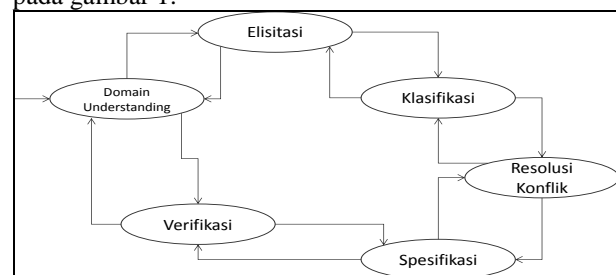 pada gambar 1.
Elisitasi
Domain
Understanding
Klasifikasi
Resolusi
Konflik
Verifikasi
Spesifikasi